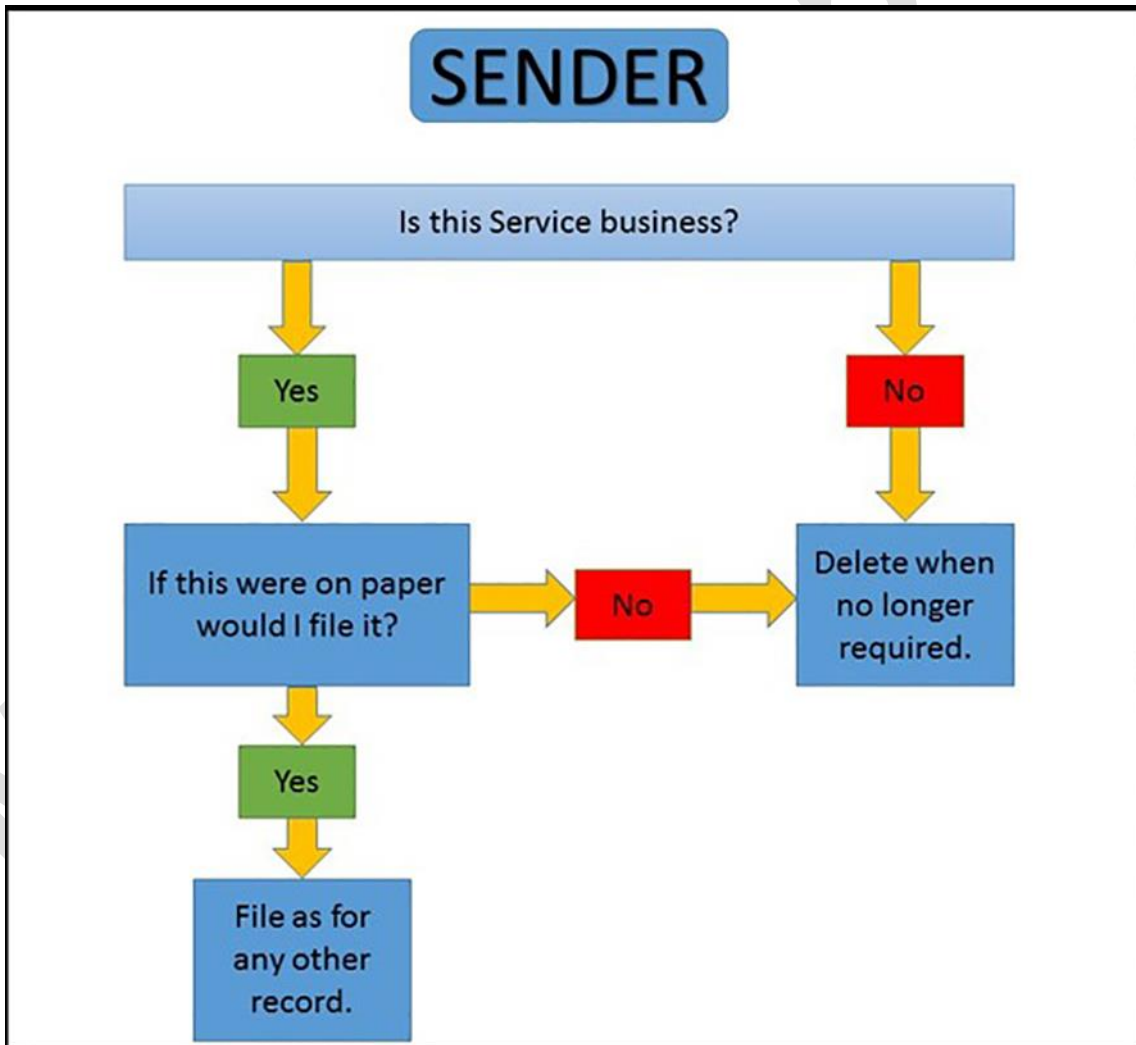 SENDER
Is this Service business?
Yes
No
If this were on paper
would I file it?
No
Delete when
no longer
required.
Yes
File as for
any other
record.